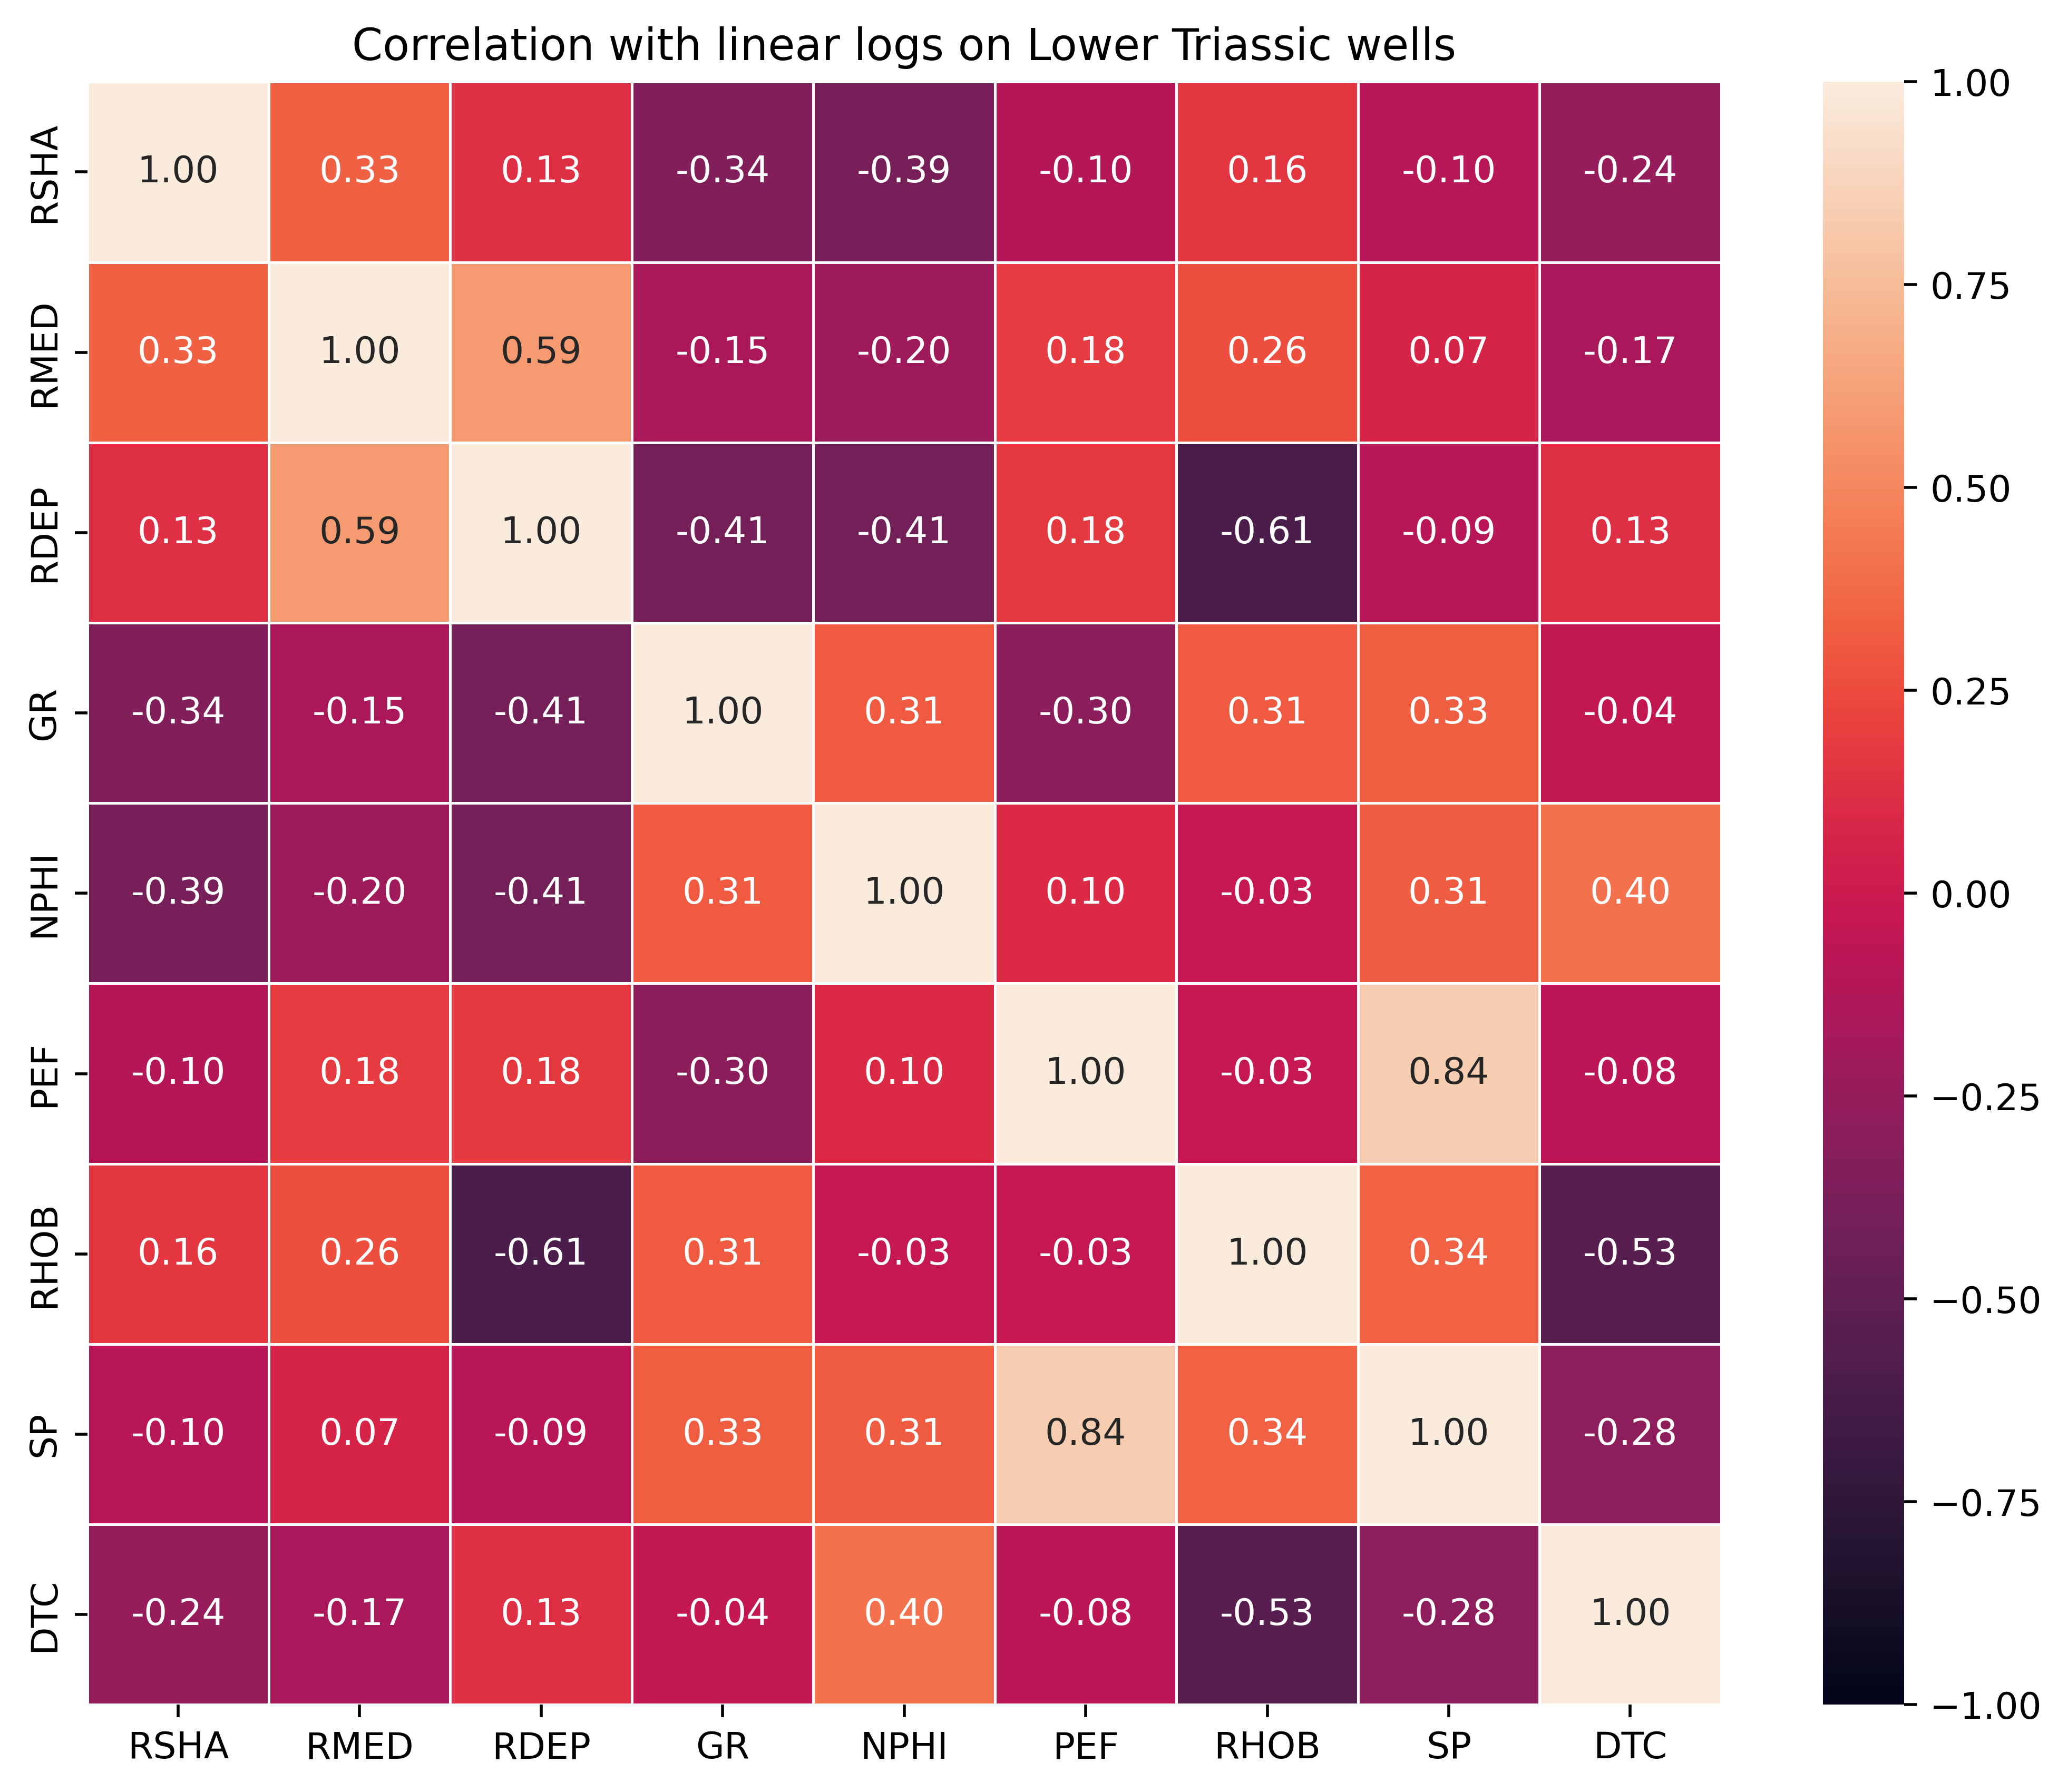 Correlation with linear logs on Lower Triassic wells
RSHA 1.00 0.33 0.13 -0.34 -0.39 -0.10 0.16 -0.10 -0.24
RMED 0.33 1.00 0.59 -0.15 -0.20 0.18 0.26 0.07 -0.17
RDEP 0.13 0.59 1.00 -0.41 -0.41 0.18 -0.61 -0.09 0.13
GR -0.34 -0.15 -0.41 1.00 0.31 -0.30 0.31 0.33 -0.04
NPHI -0.39 -0.20 -0.41 0.31 1.00 0.10 -0.03 0.31 0.40
PEF -0.10 0.18 0.18 -0.30 0.10 1.00 -0.03 0.84 -0.08
RHOB 0.16 0.26 -0.61 0.31 -0.03 -0.03 1.00 0.34 -0.53
SP -0.10 0.07 -0.09 0.33 0.31 0.84 0.34 1.00 -0.28
DTC -0.24 -0.17 0.13 -0.04 0.40 -0.08 -0.53 -0.28 1.00
RSHA RMED RDEP GR NPHI PEF RHOB SP DTC
1.00
0.75
0.50
0.25
0.00
−0.25
−0.50
−0.75
−1.00